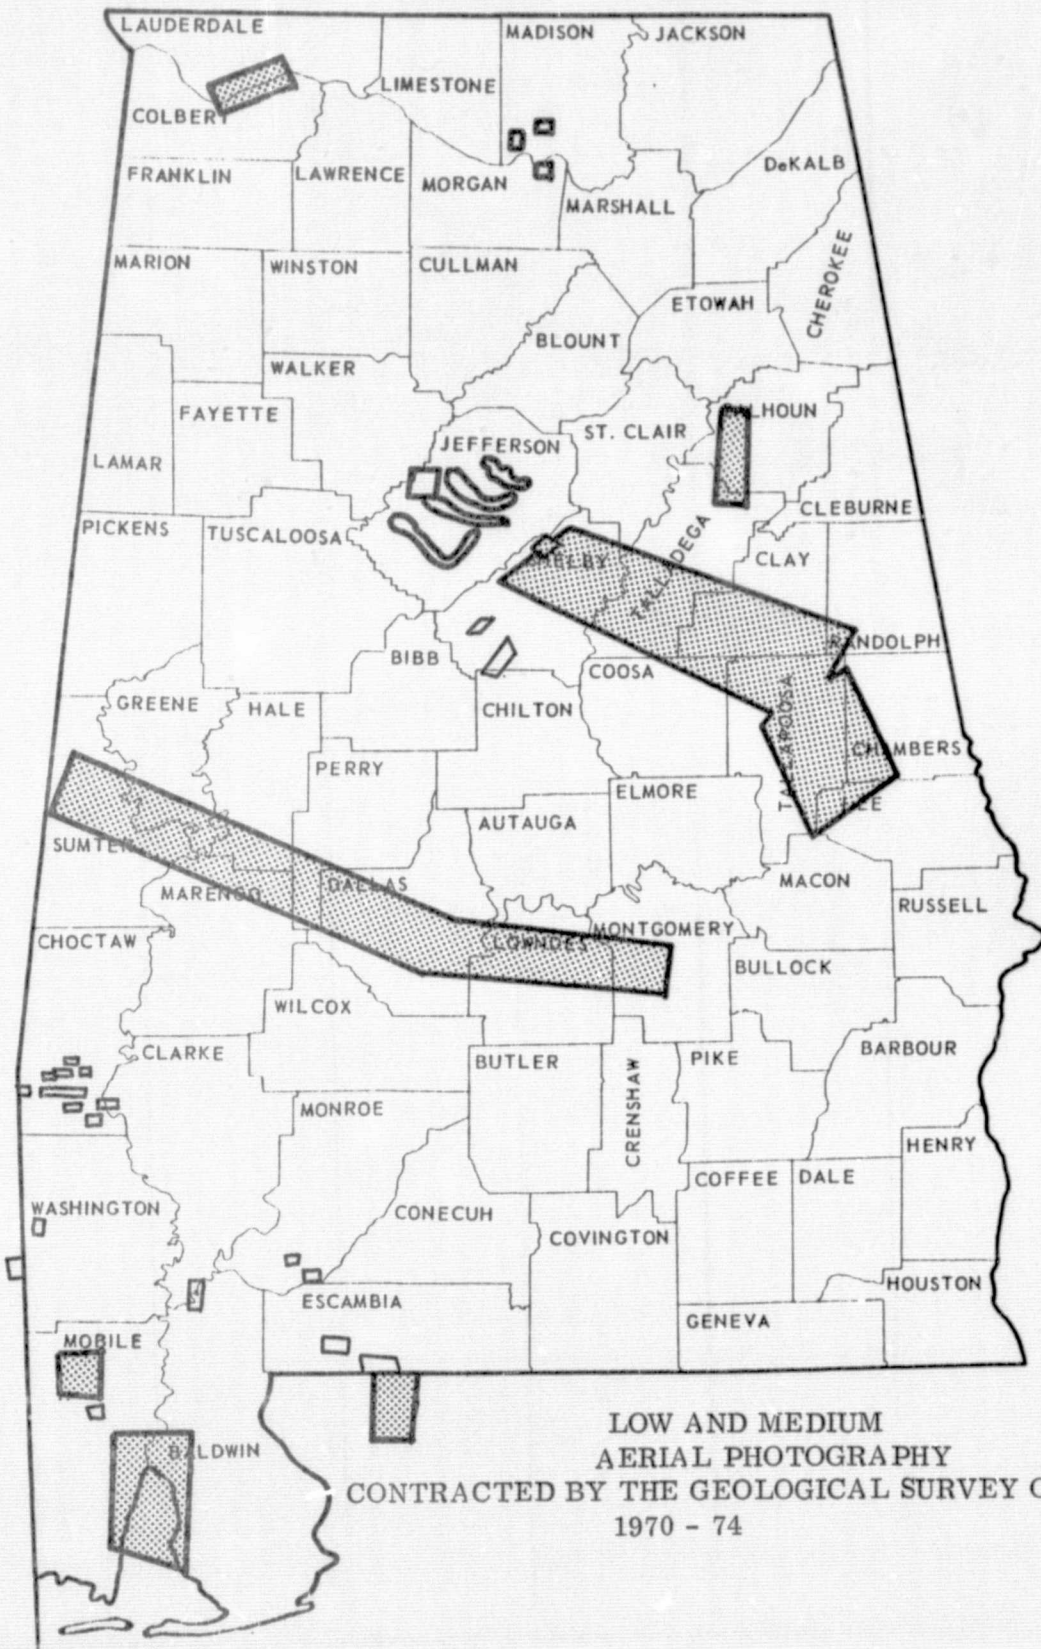 LAUDERDALE
MADISON
JACKSON
LIMESTONE
COLBERT
DeKALB
FRANKLIN
LAWRENCE
MORGAN
MARSHALL
CHEROKEE
MARION
WINSTON
CULLMAN
ETOWAH
BLOUNT
WALKER
FAYETTE
CALHOUN
ST. CLAIR
JEFFERSON
LAMAR
CLEBURNE
PICKENS
TUSCALOOSA
TALLADEGA
CLAY
SHELBY
RANDOLPH
BIBB
COOSA
GREENE
HALE
CHILTON
TALLAPOOSA
CHAMBERS
PERRY
ELMORE
LEE
AUTAUGA
SUMTER
DALLAS
MARENGO
MACON
RUSSELL
MONTGOMERY
CHOCTAW
LOWNDES
BULLOCK
WILCOX
CLARKE
BUTLER
CRENSHAW
PIKE
BARBOUR
MONROE
HENRY
COFFEE
DALE
WASHINGTON
CONECUH
COVINGTON
HOUSTON
ESCAMBIA
GENEVA
MOBILE
BALDWIN
LOW AND MEDIUM
AERIAL PHOTOGRAPHY
CONTRACTED BY THE GEOLOGICAL SURVEY
1970 - 74